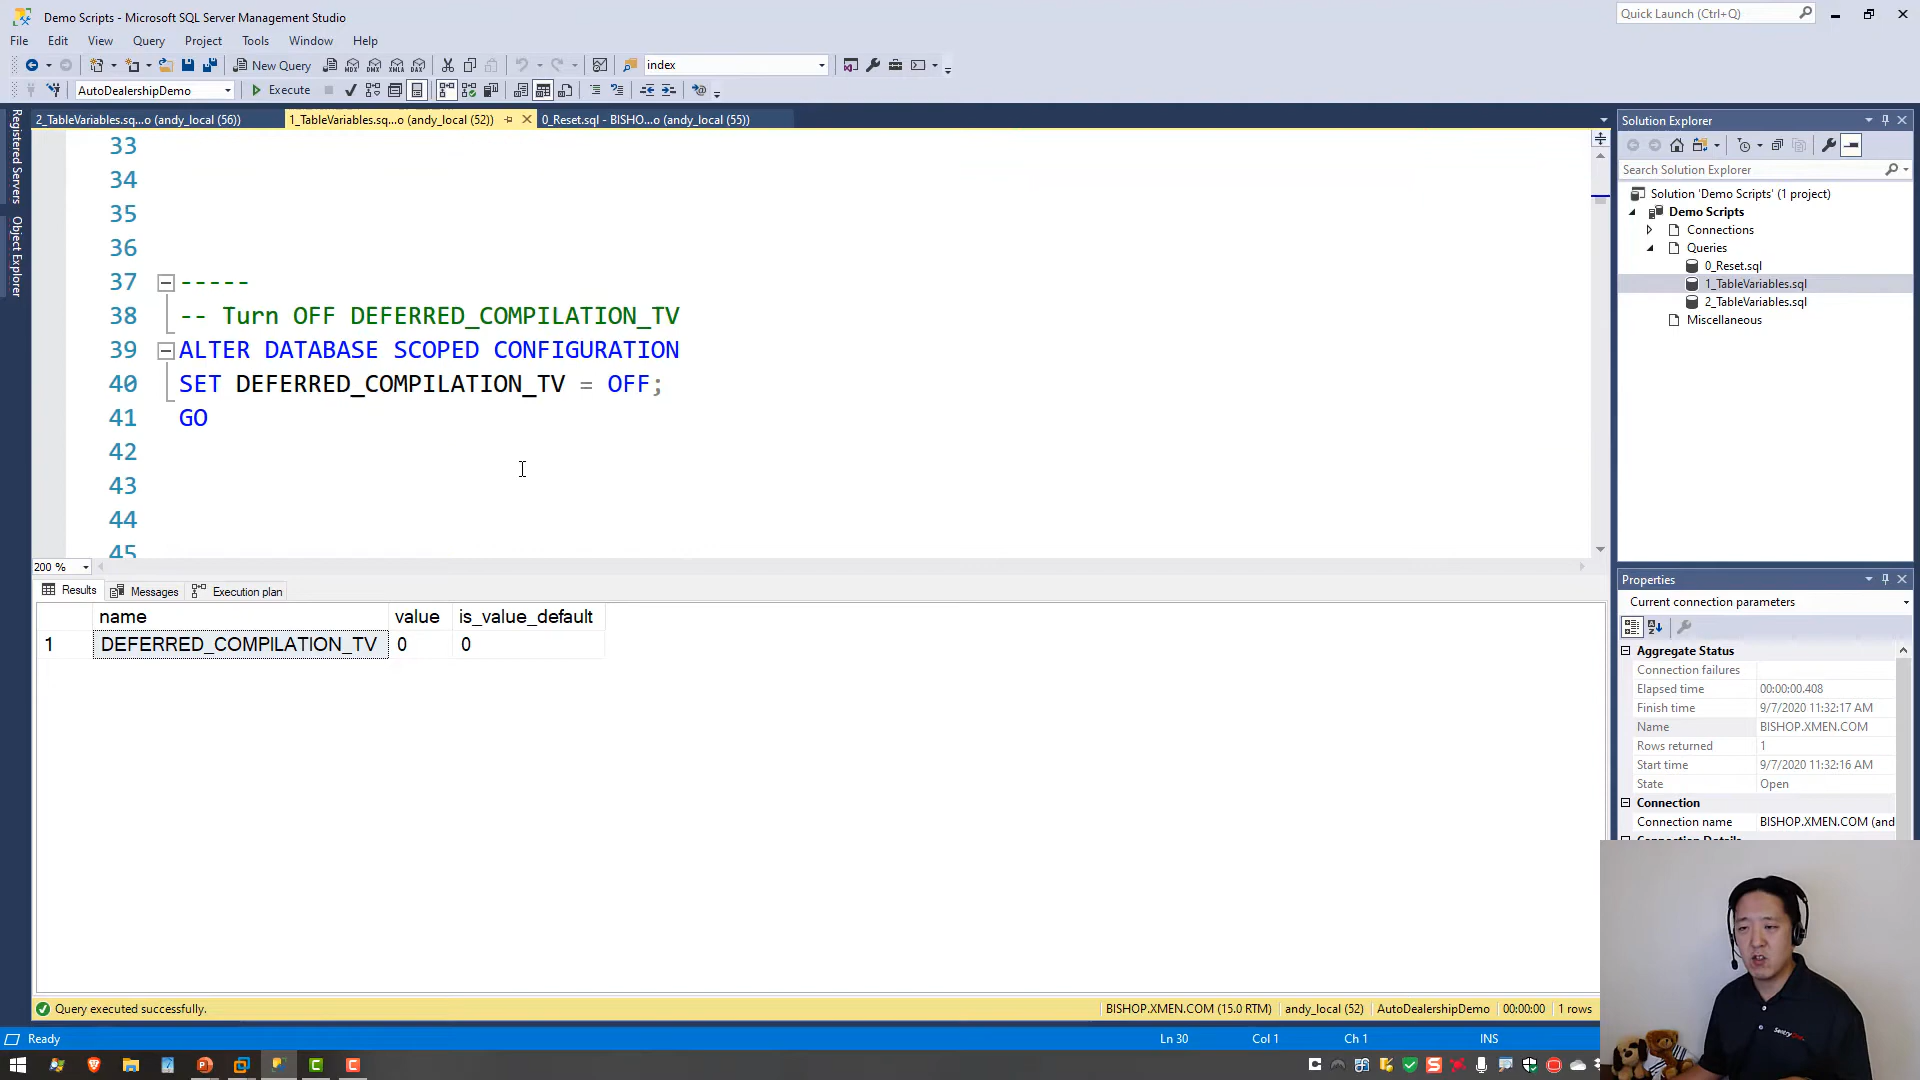 Demo Scripts - Microsoft SQL Server Management Studio
Quick Launch (Ctrl+Q)
File Edit View Query Project Tools Window Help
New Query
MDX DMX XMLA DAX
index
AutoDealershipDemo
Execute
2_TableVariables.sq...o (andy_local (56))
1_TableVariables.sq...o (andy_local (52))
0_Reset.sql - BISHO...o (andy_local (55))
Registered Servers
Object Explorer
33
34
35
36
37 -----
38 -- Turn OFF DEFERRED_COMPILATION_TV
39 ALTER DATABASE SCOPED CONFIGURATION
40 SET DEFERRED_COMPILATION_TV = OFF;
41 GO
42
43
44
45
200 %
Results Messages Execution plan
name value is_value_default
1 DEFERRED_COMPILATION_TV 0 0
Query executed successfully.
BISHOP.XMEN.COM (15.0 RTM) andy_local (52) AutoDealershipDemo 00:00:00 1 rows
Ready
Ln 30 Col 1 Ch 1 INS
Solution Explorer
Search Solution Explorer
Solution 'Demo Scripts' (1 project)
Demo Scripts
Connections
Queries
0_Reset.sql
1_TableVariables.sql
2_TableVariables.sql
Miscellaneous
Properties
Current connection parameters
Aggregate Status
Connection failures
Elapsed time 00:00:00.408
Finish time 9/7/2020 11:32:17 AM
Name BISHOP.XMEN.COM
Rows returned 1
Start time 9/7/2020 11:32:16 AM
State Open
Connection
Connection name BISHOP.XMEN.COM (and
Connection Details